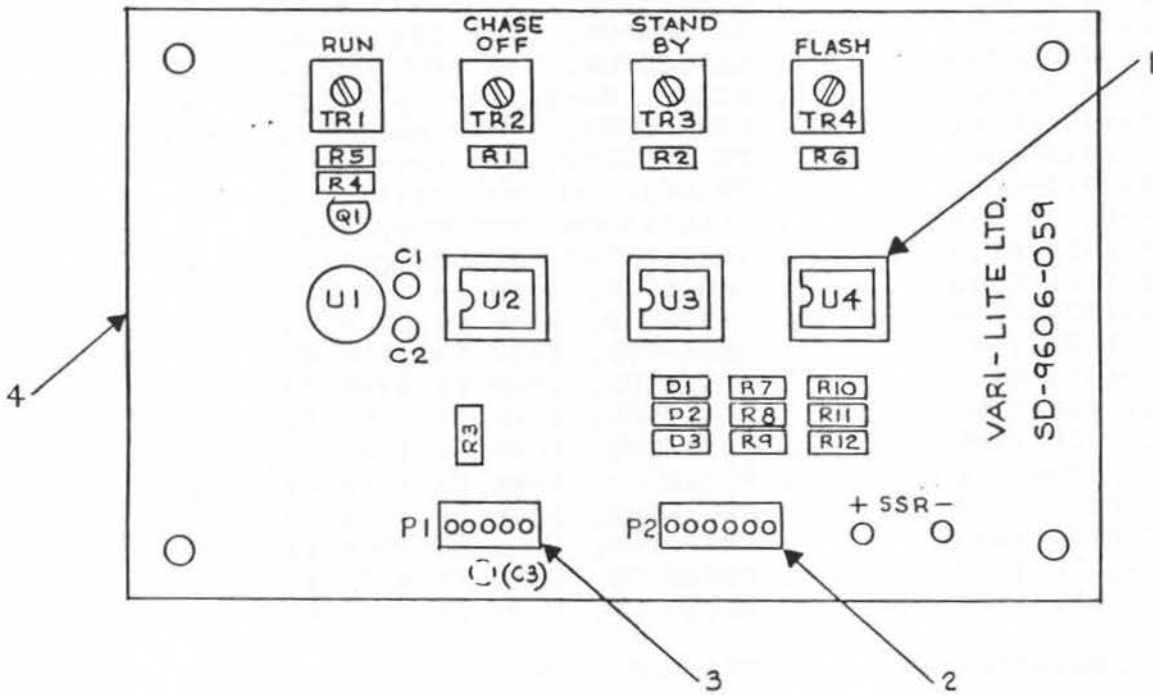 RUN
CHASE
OFF
STAND
BY
FLASH
1
TR1
TR2
TR3
TR4
R5
R1
R2
R6
R4
Q1
C1
U1
U2
U3
U4
C2
4
VARI-LITE LTD.
SD-9606-059
D1
R7
R10
D2
R8
R11
D3
R9
R12
R3
+ SSR -
P1
P2
(C3)
3
2